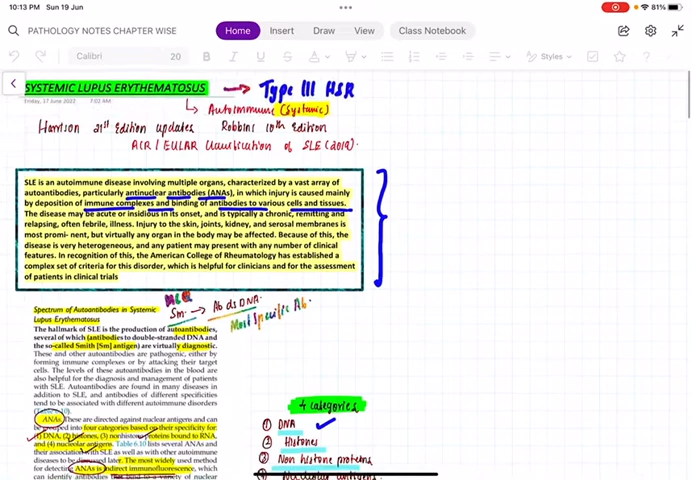 10:13 PM Sun 19 Jun
81%
PATHOLOGY NOTES CHAPTER WISE
Home Insert Draw View Class Notebook
Calibri 20 B I U S A Styles
SYSTEMIC LUPUS ERYTHEMATOSUS → Type III HSR
Friday, 17 June 2022 7:02 AM
↳ Autoimmune (Systemic)
Harrison 21st Edition updates Robbins 10th Edition
ACR / EULAR Classification of SLE (2019).
SLE is an autoimmune disease involving multiple organs, characterized by a vast array of
autoantibodies, particularly antinuclear antibodies (ANAs), in which injury is caused mainly
by deposition of immune complexes and binding of antibodies to various cells and tissues.
The disease may be acute or insidious in its onset, and is typically a chronic, remitting and
relapsing, often febrile, illness. Injury to the skin, joints, kidney, and serosal membranes is
most promi- nent, but virtually any organ in the body may be affected. Because of this, the
disease is very heterogeneous, and any patient may present with any number of clinical
features. In recognition of this, the American College of Rheumatology has established a
complex set of criteria for this disorder, which is helpful for clinicians and for the assessment
of patients in clinical trials
MCQ
Sm. → Ab ds DNA.
Most Specific Ab.
Spectrum of Autoantibodies in Systemic
Lupus Erythematosus
The hallmark of SLE is the production of autoantibodies,
several of which (antibodies to double-stranded DNA and
the so-called Smith [Sm] antigen) are virtually diagnostic.
These and other autoantibodies are pathogenic, either by
forming immune complexes or by attacking their target
cells. The levels of these autoantibodies in the blood are
also helpful for the diagnosis and management of patients
with SLE. Autoantibodies are found in many diseases in
addition to SLE, and antibodies of different specificities
tend to be associated with different autoimmune disorders
(Table 6.10).
ANAs. These are directed against nuclear antigens and can
be grouped into four categories based on their specificity for
(1) DNA, (2) histones, (3) nonhistone proteins bound to RNA,
and (4) nucleolar antigens. Table 6.10 lists several ANAs and
their association with SLE as well as with other autoimmune
diseases to be discussed later. The most widely used method
for detecting ANAs is indirect immunofluorescence, which
can identify antibodies that bind to a variety of nuclear
4 categories
① DNA
② Histones
③ Non histone proteins
④ Nucleolar antigens